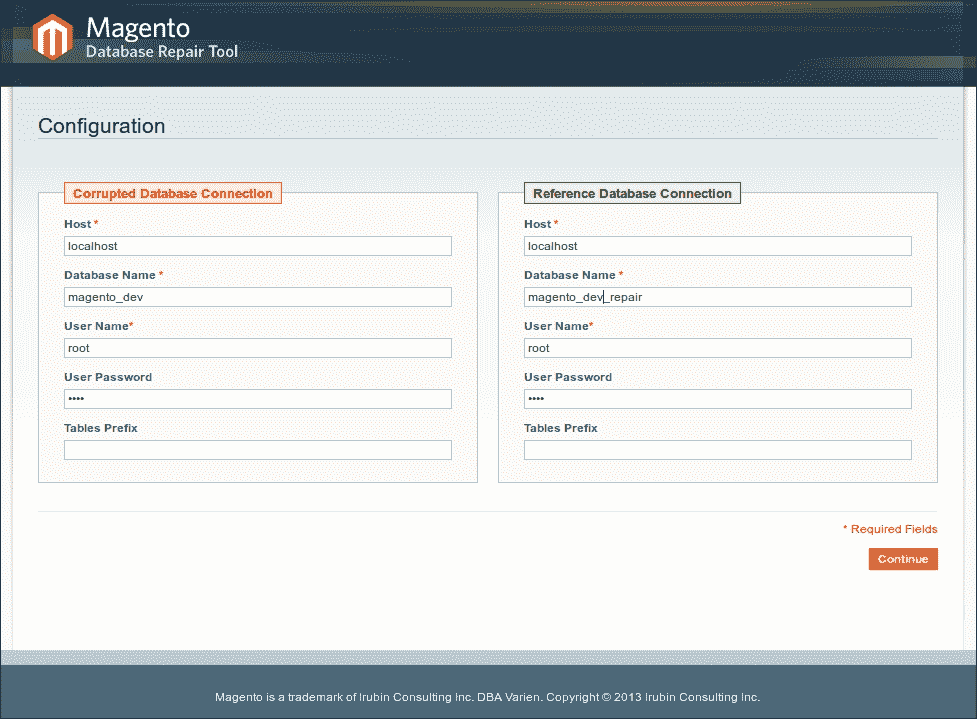 Magento
Database Repair Tool
Configuration
Corrupted Database Connection
Host *
localhost
Database Name *
magento_dev
User Name*
root
User Password
••••
Tables Prefix
Reference Database Connection
Host *
localhost
Database Name *
magento_dev_repair
User Name*
root
User Password
••••
Tables Prefix
* Required Fields
Continue
Magento is a trademark of Irubin Consulting Inc. DBA Varien. Copyright © 2013 Irubin Consulting Inc.